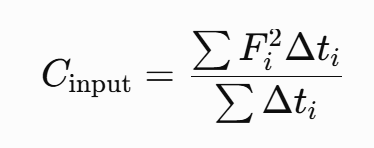 C_input = ∑ F_i^2 Δt_i / ∑ Δt_i